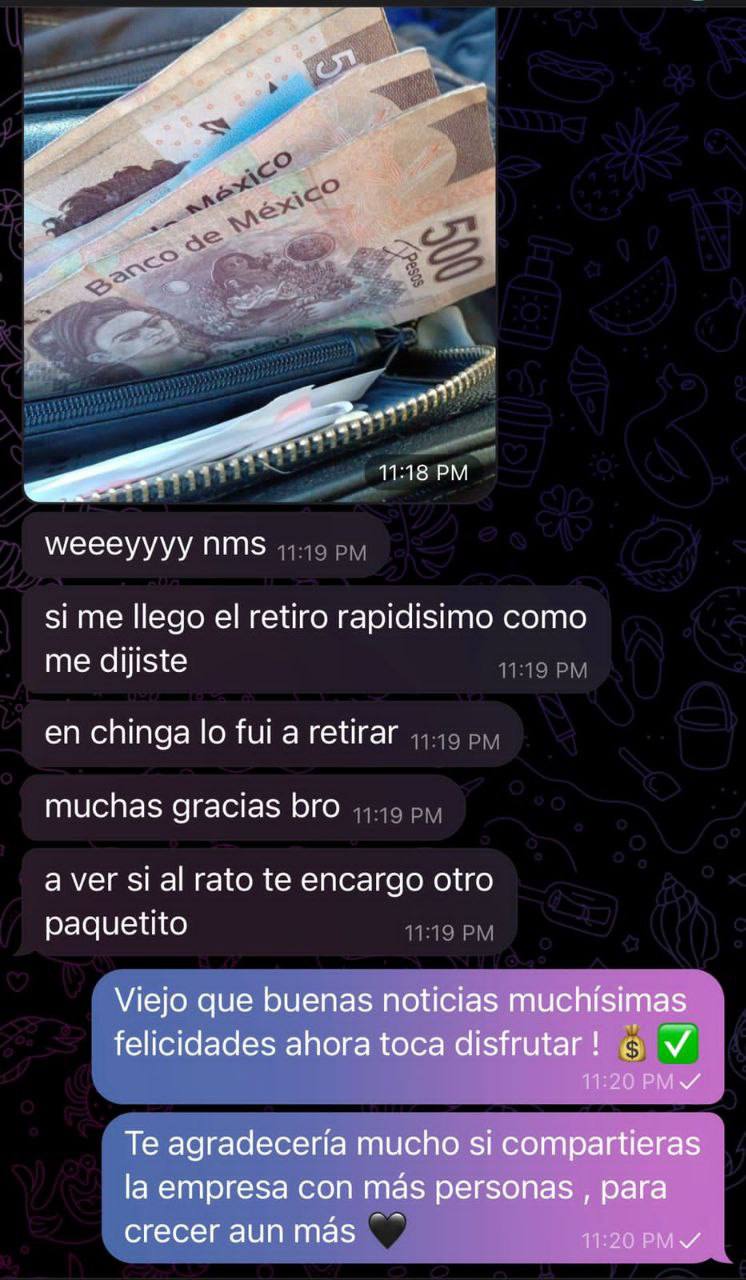 5
de México
Banco de México
500
Pesos
11:18 PM
weeeyyyy nms 11:19 PM
si me llego el retiro rapidisimo como
me dijiste 11:19 PM
en chinga lo fui a retirar 11:19 PM
muchas gracias bro 11:19 PM
a ver si al rato te encargo otro
paquetito 11:19 PM
Viejo que buenas noticias muchísimas
felicidades ahora toca disfrutar ! 💰 ✅
11:20 PM
Te agradecería mucho si compartieras
la empresa con más personas , para
crecer aun más 🖤 11:20 PM